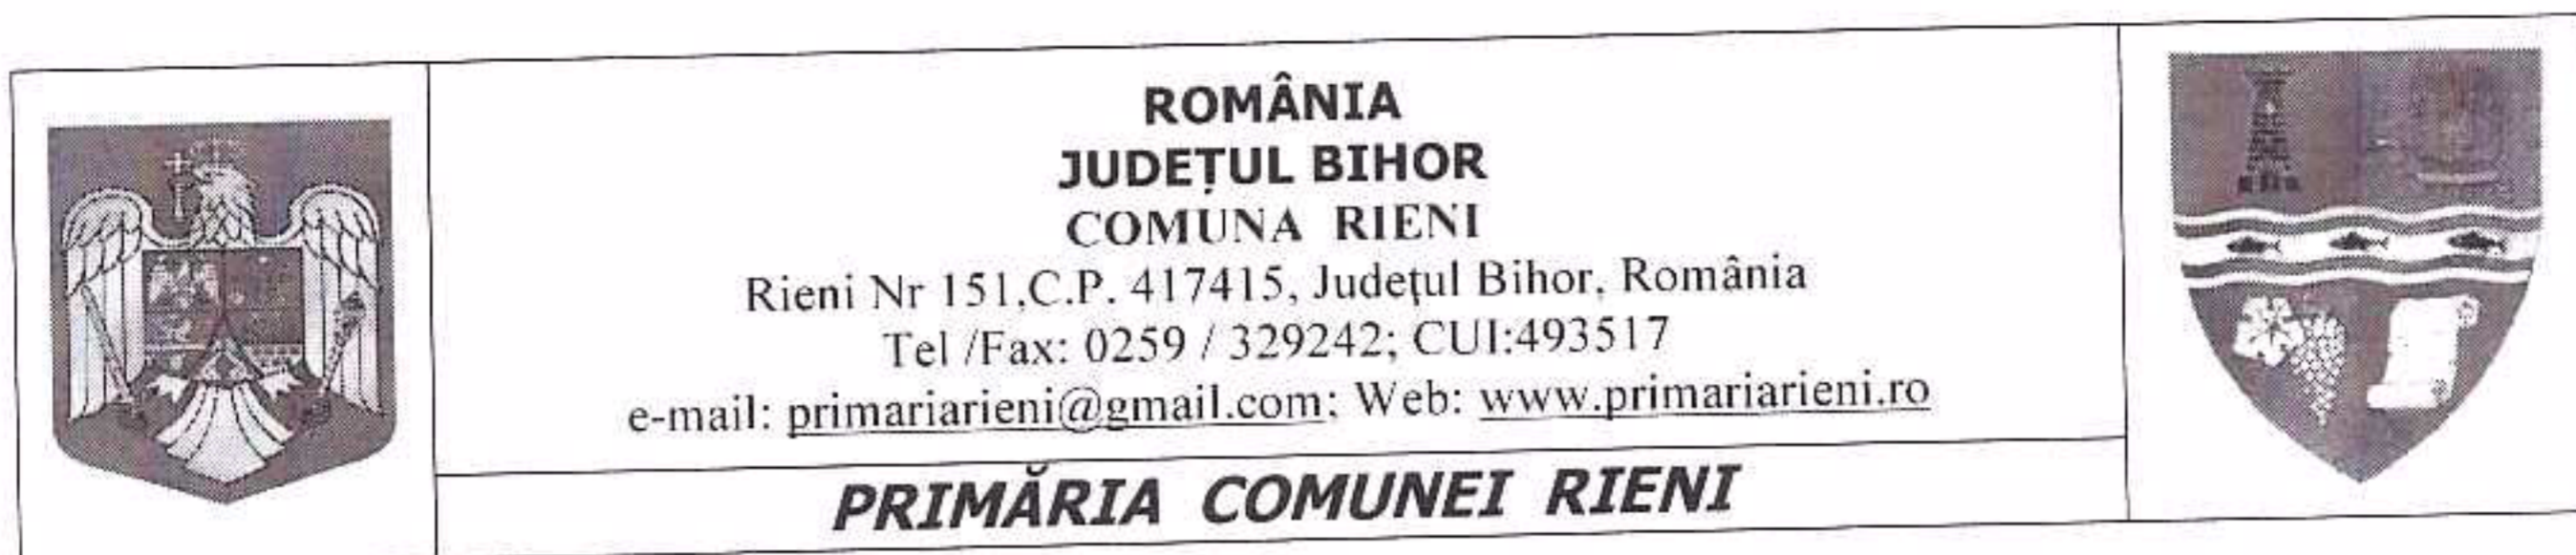 ROMÂNIA
JUDEȚUL BIHOR
COMUNA RIENI
Rieni Nr 151,C.P. 417415, Județul Bihor, România
Tel /Fax: 0259 / 329242; CUI:493517
e-mail: primariarieni@gmail.com; Web: www.primariarieni.ro
PRIMĂRIA COMUNEI RIENI